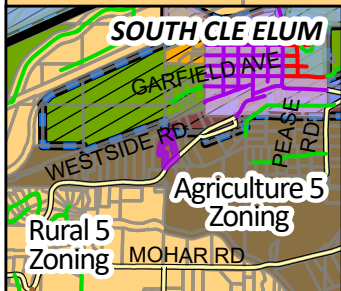 SOUTH CLE ELUM
GARFIELD AVE
WESTSIDE RD
PEASE
RD
Agriculture 5
Zoning
Rural 5
Zoning
MOHAR RD